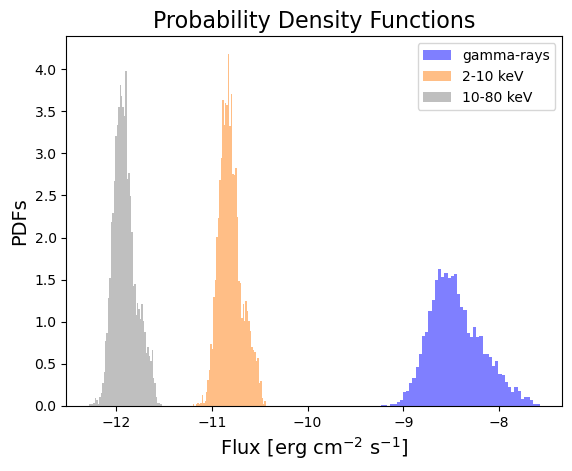 Probability Density Functions
gamma-rays
2-10 keV
10-80 keV
PDFs
4.0
3.5
3.0
2.5
2.0
1.5
1.0
0.5
0.0
−12
−11
−10
−9
−8
Flux [erg cm⁻² s⁻¹]